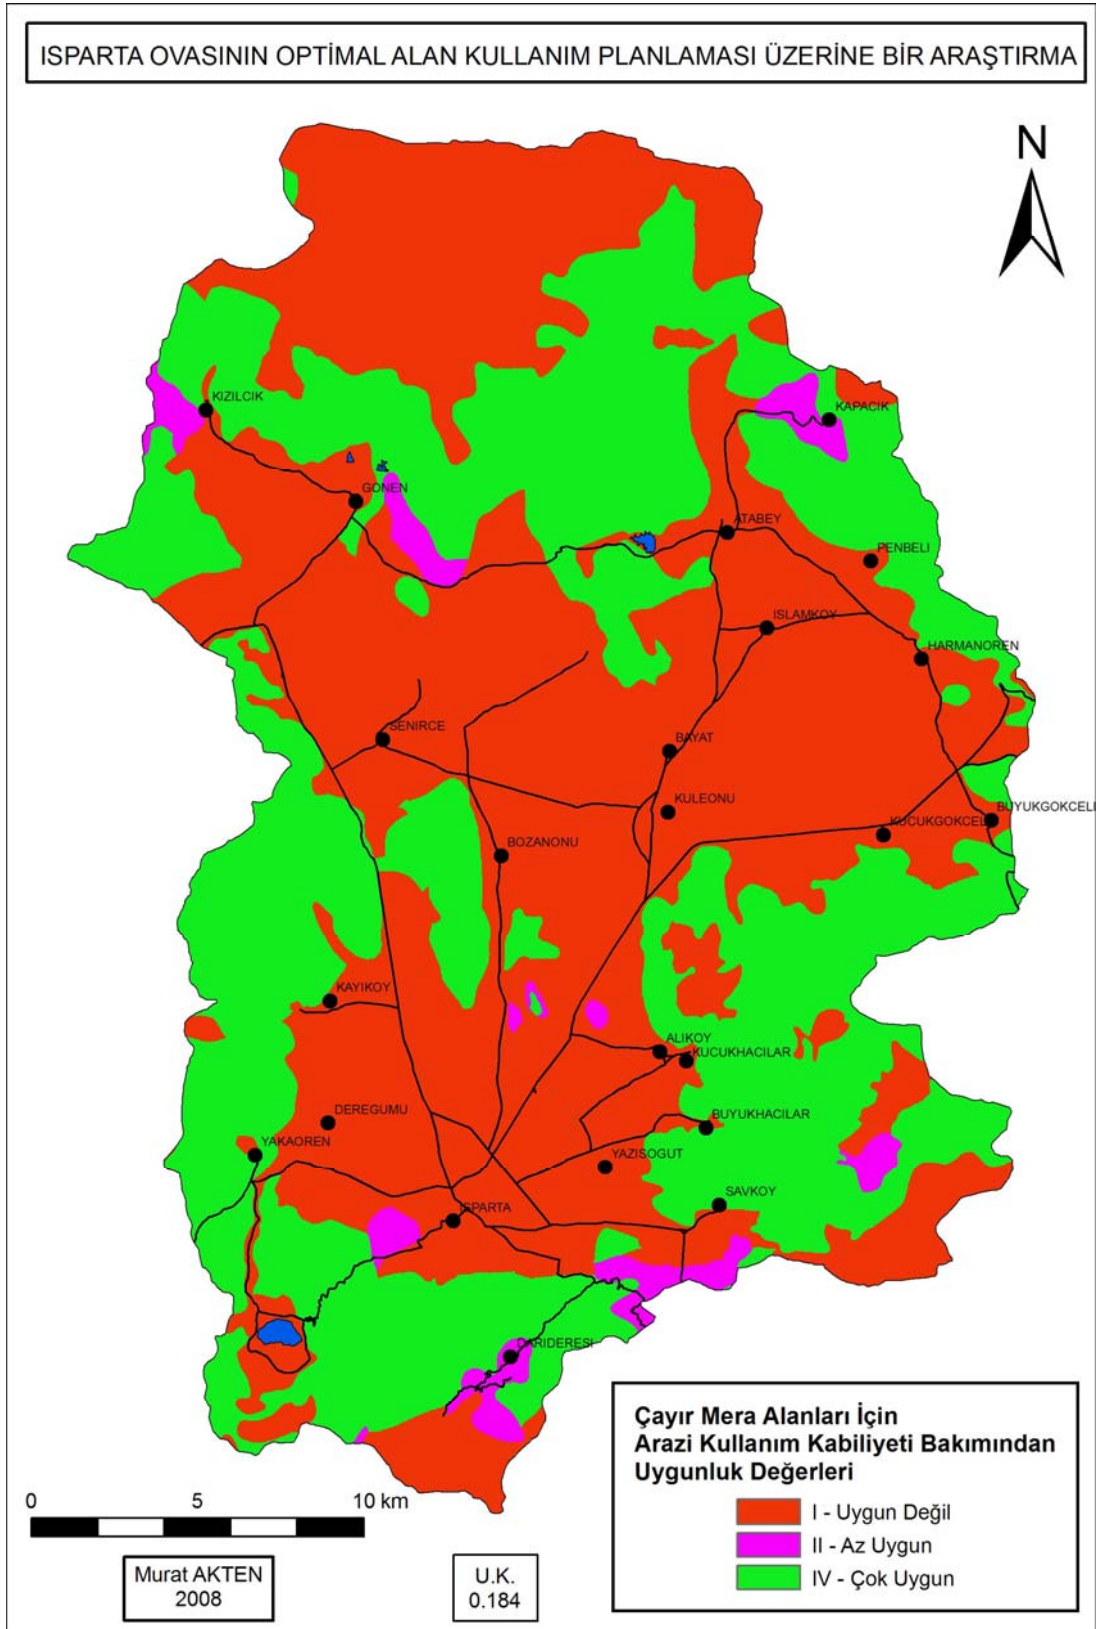 ISPARTA OVASININ OPTİMAL ALAN KULLANIM PLANLAMASI ÜZERİNE BİR ARAŞTIRMA
N
KIZILCIK
KAPACIK
GONEN
ATABEY
PENBELI
ISLAMKOY
HARMANOREN
SENIRCE
BAYAT
KULEONU
BUYUKGOKCELI
KUCUKGOKCELI
BOZANONU
KAYIKOY
ALIKOY
KUCUKHACILAR
DEREGUMU
BUYUKHACILAR
YAKAOREN
YAZISOGUT
SAVKOY
ISPARTA
DARIDERESI
Çayır Mera Alanları İçin
Arazi Kullanım Kabiliyeti Bakımından
Uygunluk Değerleri
I - Uygun Değil
II - Az Uygun
IV - Çok Uygun
0 5 10 km
Murat AKTEN
2008
U.K.
0.184